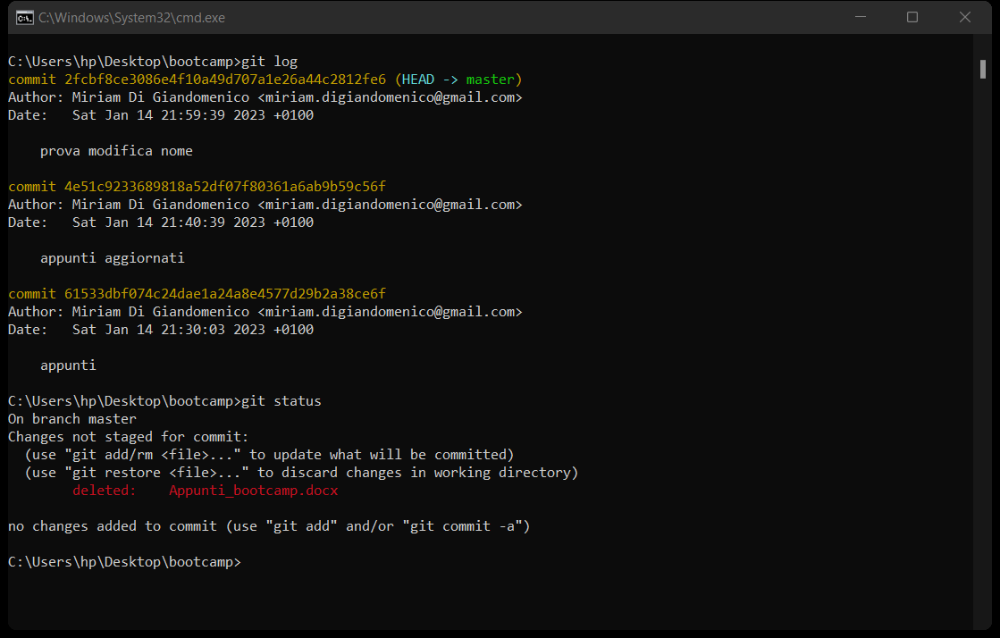 C:\Windows\System32\cmd.exe
C:\Users\hp\Desktop\bootcamp>git log
commit 2fcbf8ce3086e4f10a49d707a1e26a44c2812fe6 (HEAD -> master)
Author: Miriam Di Giandomenico <miriam.digiandomenico@gmail.com>
Date:   Sat Jan 14 21:59:39 2023 +0100
    prova modifica nome
commit 4e51c9233689818a52df07f80361a6ab9b59c56f
Author: Miriam Di Giandomenico <miriam.digiandomenico@gmail.com>
Date:   Sat Jan 14 21:40:39 2023 +0100
    appunti aggiornati
commit 61533dbf074c24dae1a24a8e4577d29b2a38ce6f
Author: Miriam Di Giandomenico <miriam.digiandomenico@gmail.com>
Date:   Sat Jan 14 21:30:03 2023 +0100
    appunti
C:\Users\hp\Desktop\bootcamp>git status
On branch master
Changes not staged for commit:
  (use "git add/rm <file>..." to update what will be committed)
  (use "git restore <file>..." to discard changes in working directory)
        deleted:    Appunti_bootcamp.docx
no changes added to commit (use "git add" and/or "git commit -a")
C:\Users\hp\Desktop\bootcamp>